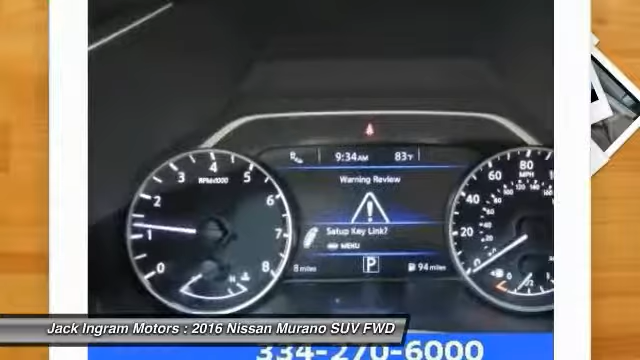 9:34AM 83°F
Warning Review
Setup Key Link?
MENU
P
8 miles
94 miles
RPMx1000
0
1
2
3
4
5
6
7
8
MPH
0
20
40
60
80
Jack Ingram Motors : 2016 Nissan Murano SUV FWD
334-270-6000